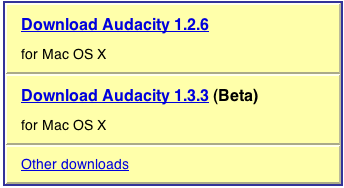 Download Audacity 1.2.6
for Mac OS X
Download Audacity 1.3.3 (Beta)
for Mac OS X
Other downloads